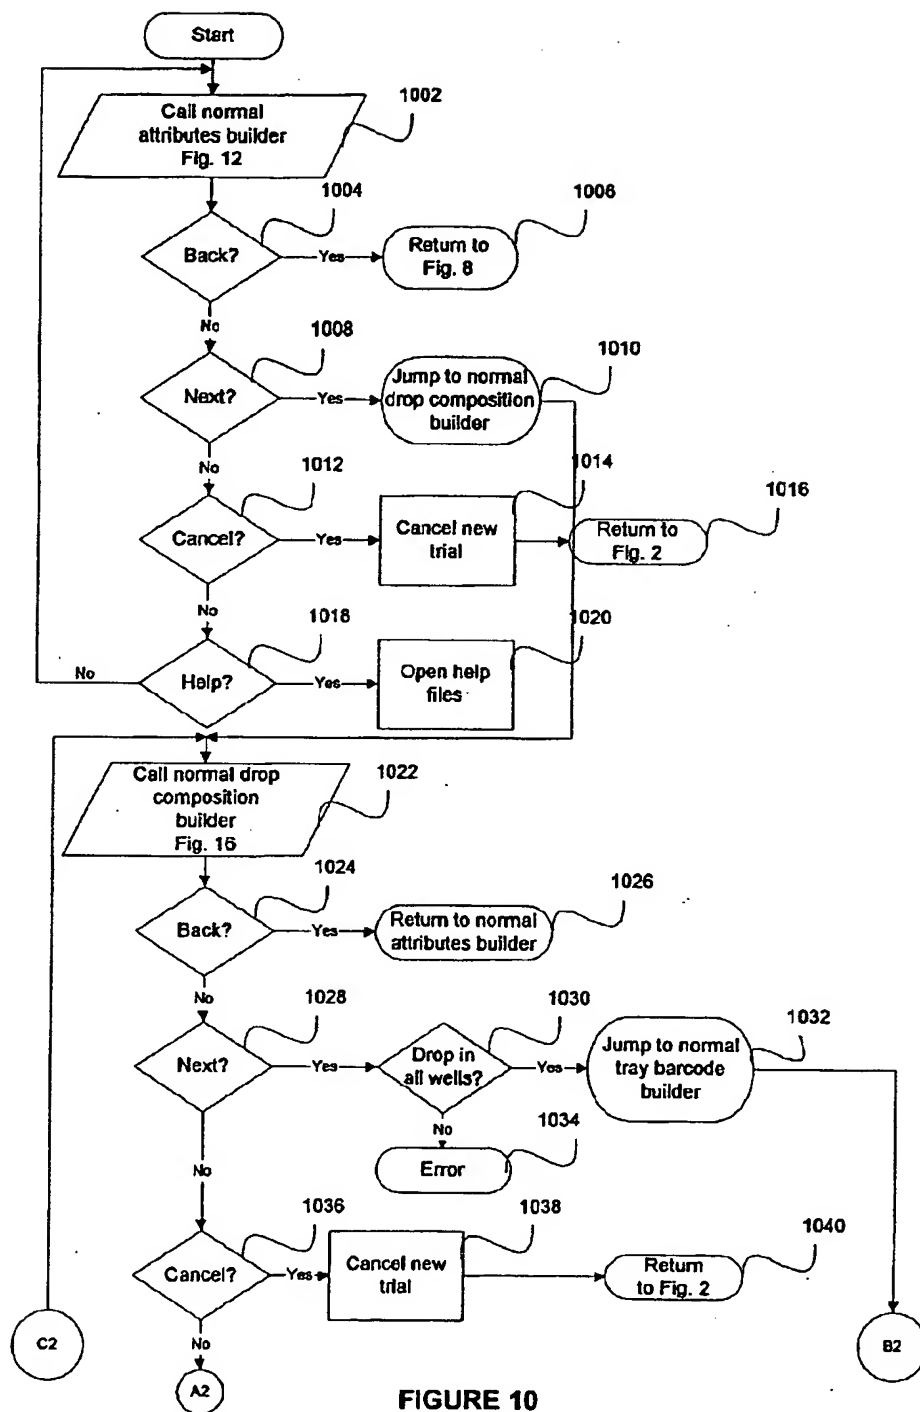 Start
Call normal
attributes builder
Fig. 12
1002
Back?
1004
Yes
Return to
Fig. 8
1006
No
Next?
1008
Yes
Jump to normal
drop composition
builder
1010
No
Cancel?
1012
Yes
Cancel new
trial
1014
Return to
Fig. 2
1016
No
Help?
1018
No
Yes
Open help
files
1020
Call normal drop
composition
builder
Fig. 16
1022
Back?
1024
Yes
Return to normal
attributes builder
1026
No
Next?
1028
Yes
Drop in
all wells?
1030
Yes
Jump to normal
tray barcode
builder
1032
No
Error
1034
No
Cancel?
1036
Yes
Cancel new
trial
1038
Return
to Fig. 2
1040
No
C2
A2
B2
FIGURE 10